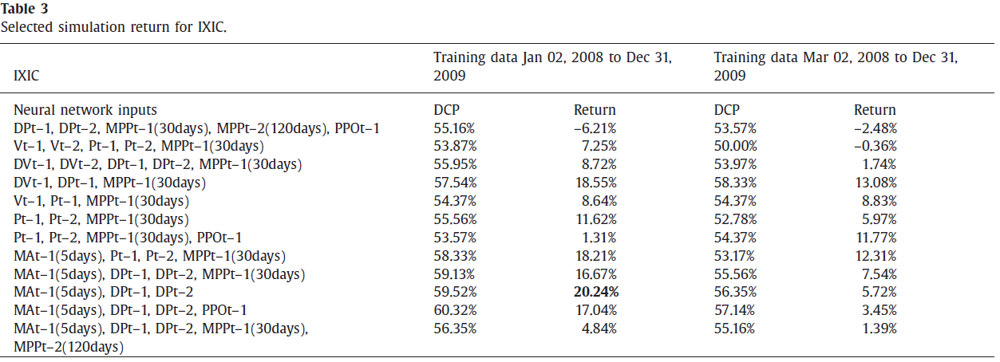 Table 3
Selected simulation return for IXIC.
IXIC Training data Jan 02, 2008 to Dec 31, 2009 Training data Mar 02, 2008 to Dec 31, 2009
Neural network inputs DCP Return DCP Return
DPt–1, DPt–2, MPPt–1(30days), MPPt–2(120days), PPOt–1 55.16% –6.21% 53.57% –2.48%
Vt–1, Vt–2, Pt–1, Pt–2, MPPt–1(30days) 53.87% 7.25% 50.00% –0.36%
DVt–1, DVt–2, DPt–1, DPt–2, MPPt–1(30days) 55.95% 8.72% 53.97% 1.74%
DVt-1, DPt–1, MPPt–1(30days) 57.54% 18.55% 58.33% 13.08%
Vt–1, Pt–1, MPPt–1(30days) 54.37% 8.64% 54.37% 8.83%
Pt–1, Pt–2, MPPt–1(30days) 55.56% 11.62% 52.78% 5.97%
Pt–1, Pt–2, MPPt–1(30days), PPOt–1 53.57% 1.31% 54.37% 11.77%
MAt–1(5days), Pt–1, Pt–2, MPPt–1(30days) 58.33% 18.21% 53.17% 12.31%
MAt–1(5days), DPt–1, DPt–2, MPPt–1(30days) 59.13% 16.67% 55.56% 7.54%
MAt–1(5days), DPt–1, DPt–2 59.52% 20.24% 56.35% 5.72%
MAt–1(5days), DPt–1, DPt–2, PPOt–1 60.32% 17.04% 57.14% 3.45%
MAt–1(5days), DPt–1, DPt–2, MPPt–1(30days), 56.35% 4.84% 55.16% 1.39%
MPPt–2(120days)